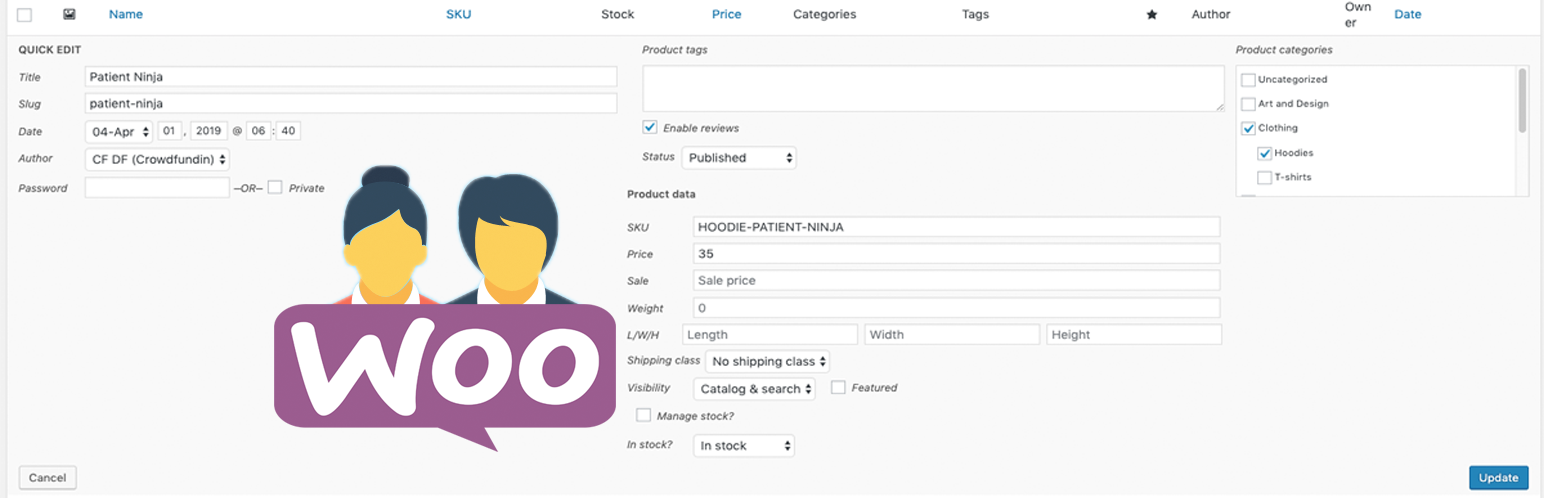 Name SKU Stock Price Categories Tags Author Owner Date
QUICK EDIT
Title Patient Ninja
Slug patient-ninja
Date 04-Apr 01 , 2019 @ 06 : 40
Author CF DF (Crowdfundin)
Password –OR– Private
Product tags
Enable reviews
Status Published
Product data
SKU HOODIE-PATIENT-NINJA
Price 35
Sale Sale price
Weight 0
L/W/H Length Width Height
Shipping class No shipping class
Visibility Catalog & search Featured
Manage stock?
In stock? In stock
Product categories
Uncategorized
Art and Design
Clothing
Hoodies
T-shirts
Woo
Cancel Update